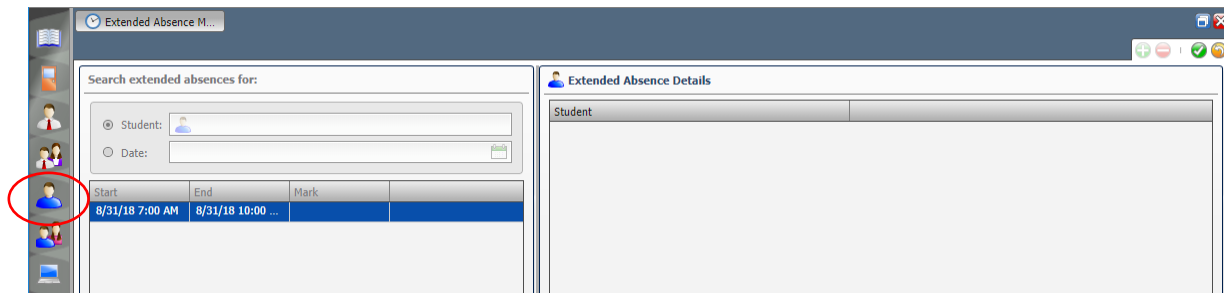 Extended Absence M...
Search extended absences for:
Student:
Date:
Start End Mark
8/31/18 7:00 AM 8/31/18 10:00 ...
Extended Absence Details
Student